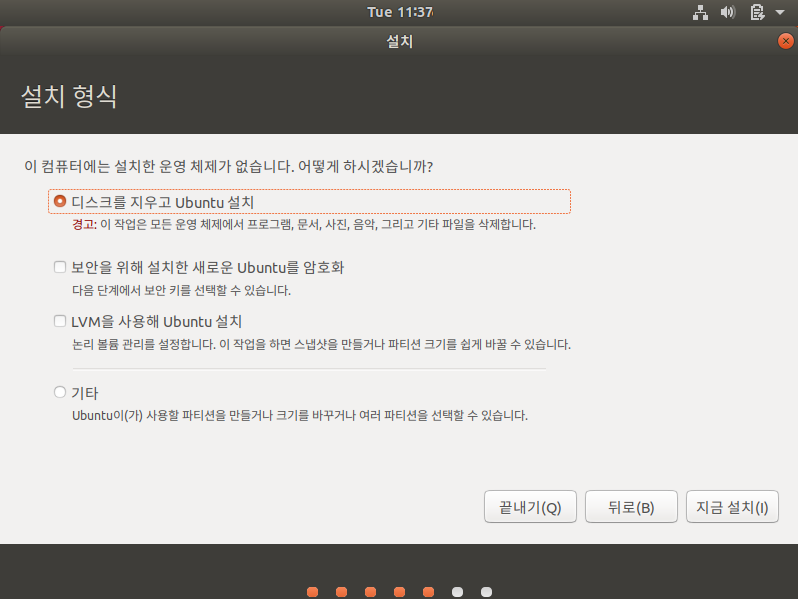 Tue 11:37
설치
설치 형식
이 컴퓨터에는 설치한 운영 체제가 없습니다. 어떻게 하시겠습니까?
디스크를 지우고 Ubuntu 설치
경고: 이 작업은 모든 운영 체제에서 프로그램, 문서, 사진, 음악, 그리고 기타 파일을 삭제합니다.
보안을 위해 설치한 새로운 Ubuntu를 암호화
다음 단계에서 보안 키를 선택할 수 있습니다.
LVM을 사용해 Ubuntu 설치
논리 볼륨 관리를 설정합니다. 이 작업을 하면 스냅샷을 만들거나 파티션 크기를 쉽게 바꿀 수 있습니다.
기타
Ubuntu이(가) 사용할 파티션을 만들거나 크기를 바꾸거나 여러 파티션을 선택할 수 있습니다.
끝내기(Q) 뒤로(B) 지금 설치(I)